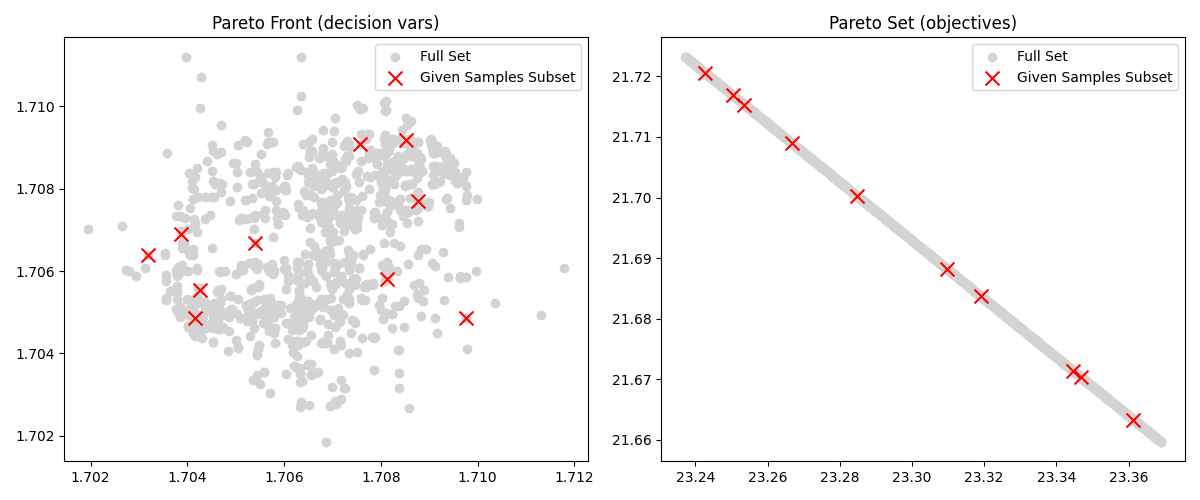 Pareto Front (decision vars)
Full Set
Given Samples Subset
1.710
1.708
1.706
1.704
1.702
1.702 1.704 1.706 1.708 1.710 1.712
Pareto Set (objectives)
Full Set
Given Samples Subset
21.72
21.71
21.70
21.69
21.68
21.67
21.66
23.24 23.26 23.28 23.30 23.32 23.34 23.36